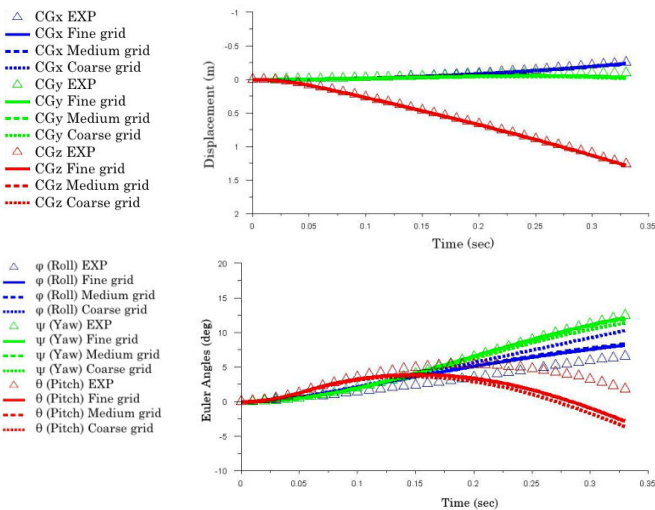 CGx EXP
CGx Fine grid
CGx Medium grid
CGx Coarse grid
CGy EXP
CGy Fine grid
CGy Medium grid
CGy Coarse grid
CGz EXP
CGz Fine grid
CGz Medium grid
CGz Coarse grid
-1
-0.5
0
0.5
1
1.5
2
Displacement (m)
0 0.05 0.1 0.15 0.2 0.25 0.3 0.35
Time (sec)
φ (Roll) EXP
φ (Roll) Fine grid
φ (Roll) Medium grid
φ (Roll) Coarse grid
ψ (Yaw) EXP
ψ (Yaw) Fine grid
ψ (Yaw) Medium grid
ψ (Yaw) Coarse grid
θ (Pitch) EXP
θ (Pitch) Fine grid
θ (Pitch) Medium grid
θ (Pitch) Coarse grid
20
15
10
5
0
-5
-10
Euler Angles (deg)
0 0.05 0.1 0.15 0.2 0.25 0.3 0.35
Time (sec)